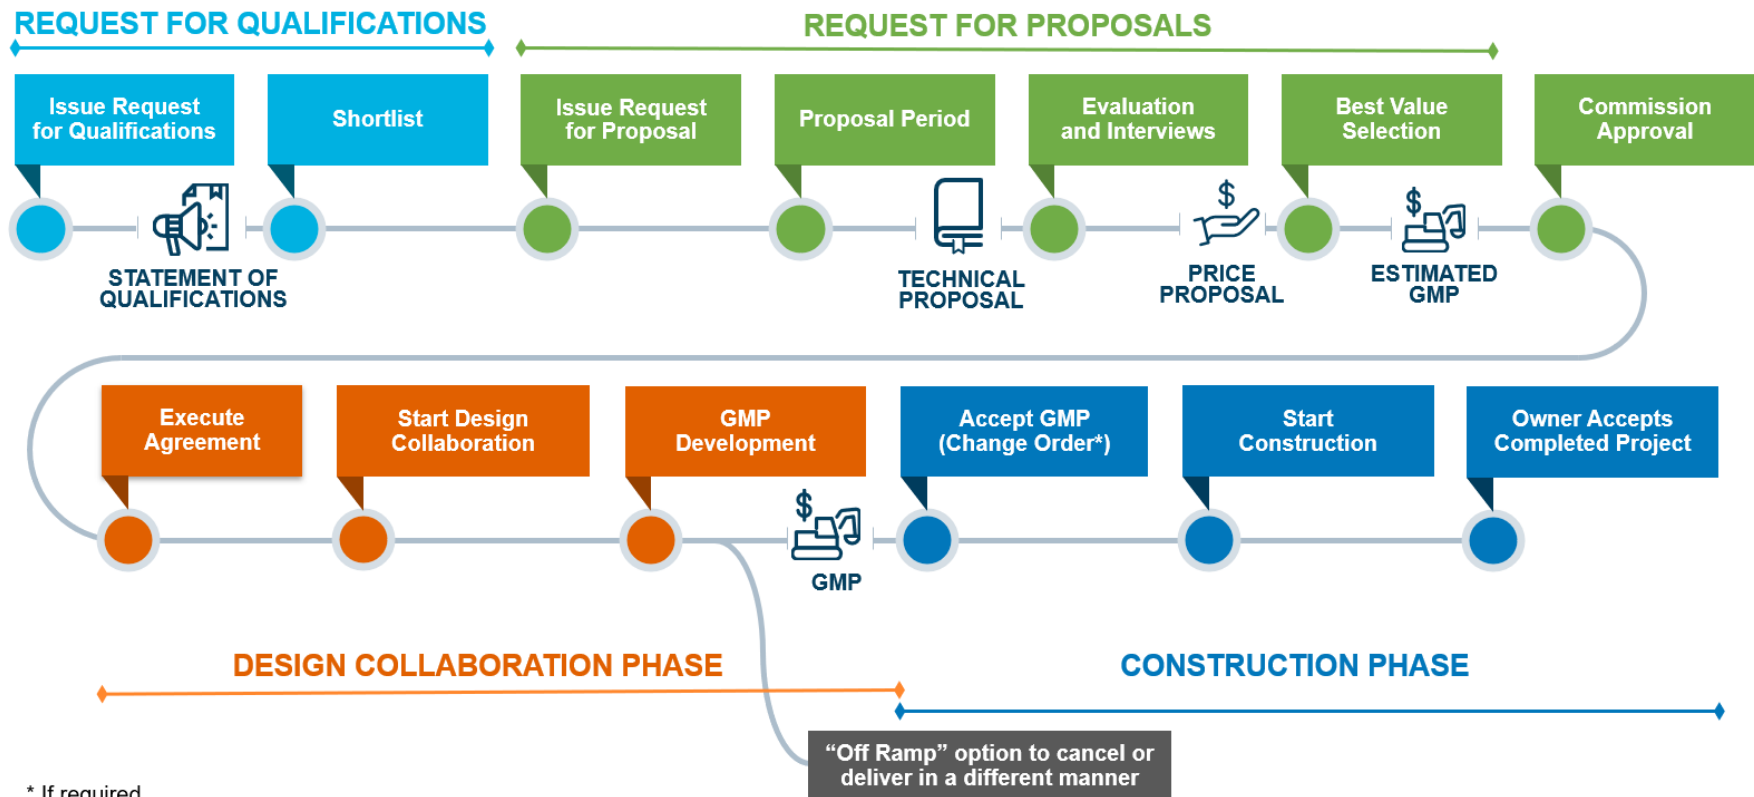 REQUEST FOR QUALIFICATIONS
REQUEST FOR PROPOSALS
Issue Request
for Qualifications
Shortlist
Issue Request
for Proposal
Proposal Period
Evaluation
and Interviews
Best Value
Selection
Commission
Approval
STATEMENT OF
QUALIFICATIONS
TECHNICAL
PROPOSAL
$
PRICE
PROPOSAL
$
ESTIMATED
GMP
Execute
Agreement
Start Design
Collaboration
GMP
Development
Accept GMP
(Change Order*)
Start
Construction
Owner Accepts
Completed Project
$
GMP
DESIGN COLLABORATION PHASE
CONSTRUCTION PHASE
“Off Ramp” option to cancel or
deliver in a different manner
* If required